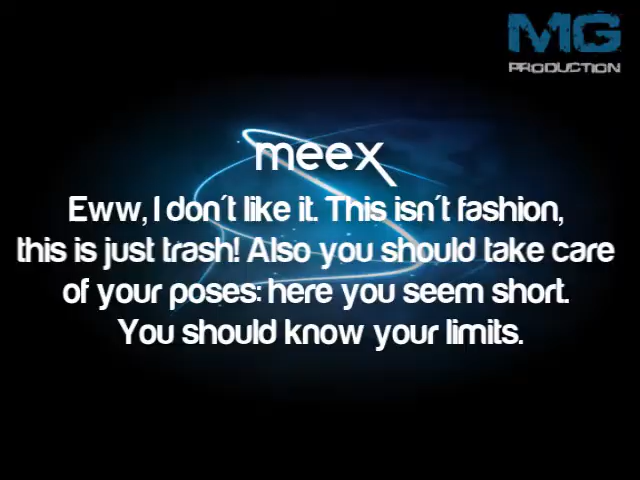 MG
PRODUCTION
meex
Eww, I don´t like it. This isn´t fashion,
this is just trash! Also you should take care
of your poses: here you seem short.
You should know your limits.